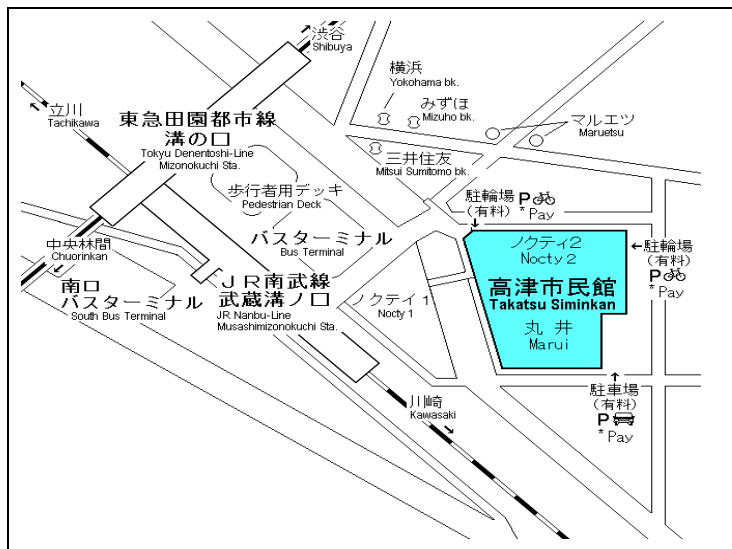 渋谷
Shibuya
横浜
Yokohama bk.
みずほ
Mizuho bk.
マルエツ
Maruetsu
立川
Tachikawa
東急田園都市線
溝の口
Tokyu Denentoshi-Line
Mizonokuchi Sta.
三井住友
Mitsui Sumitomo bk.
歩行者用デッキ
Pedestrian Deck
駐輪場 P
(有料) * Pay
バスターミナル
Bus Terminal
中央林間
Chuorinkan
ノクティ2
Nocty 2
←駐輪場
(有料)
P
* Pay
高津市民館
Takatsu Siminkan
南口
バスターミナル
South Bus Terminal
JR南武線
武蔵溝ノ口
JR Nanbu-Line
Musashimizonokuchi Sta.
ノクティ1
Nocty 1
丸井
Marui
川崎
Kawasaki
駐車場
(有料)
P
* Pay